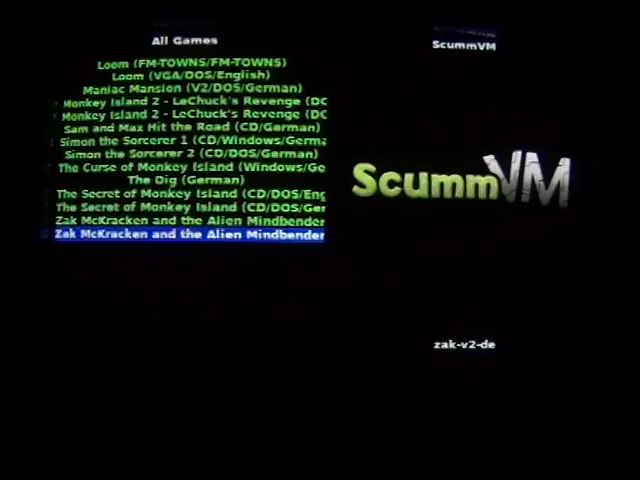 All Games
Loom (FM-TOWNS/FM-TOWNS)
Loom (VGA/DOS/English)
Maniac Mansion (V2/DOS/German)
Monkey Island 2 - LeChuck's Revenge (DC
Monkey Island 2 - LeChuck's Revenge (DC
Sam and Max Hit the Road (CD/German)
Simon the Sorcerer 1 (CD/Windows/Germa
Simon the Sorcerer 2 (CD/DOS/German)
The Curse of Monkey Island (Windows/Ge
The Dig (German)
The Secret of Monkey Island (CD/DOS/Eng
The Secret of Monkey Island (CD/DOS/Ger
Zak McKracken and the Alien Mindbender
Zak McKracken and the Alien Mindbender
ScummVM
ScummVM
zak-v2-de